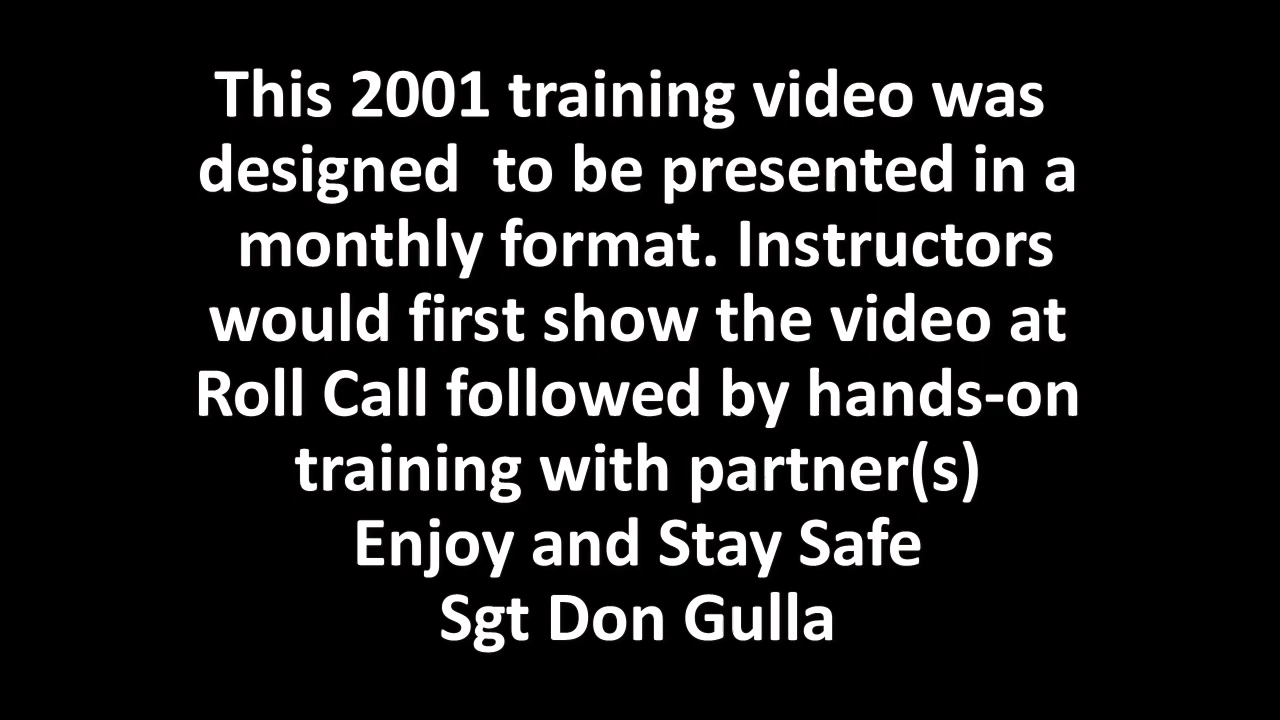 This 2001 training video was
designed  to be presented in a
monthly format. Instructors
would first show the video at
Roll Call followed by hands-on
training with partner(s)
Enjoy and Stay Safe
Sgt Don Gulla